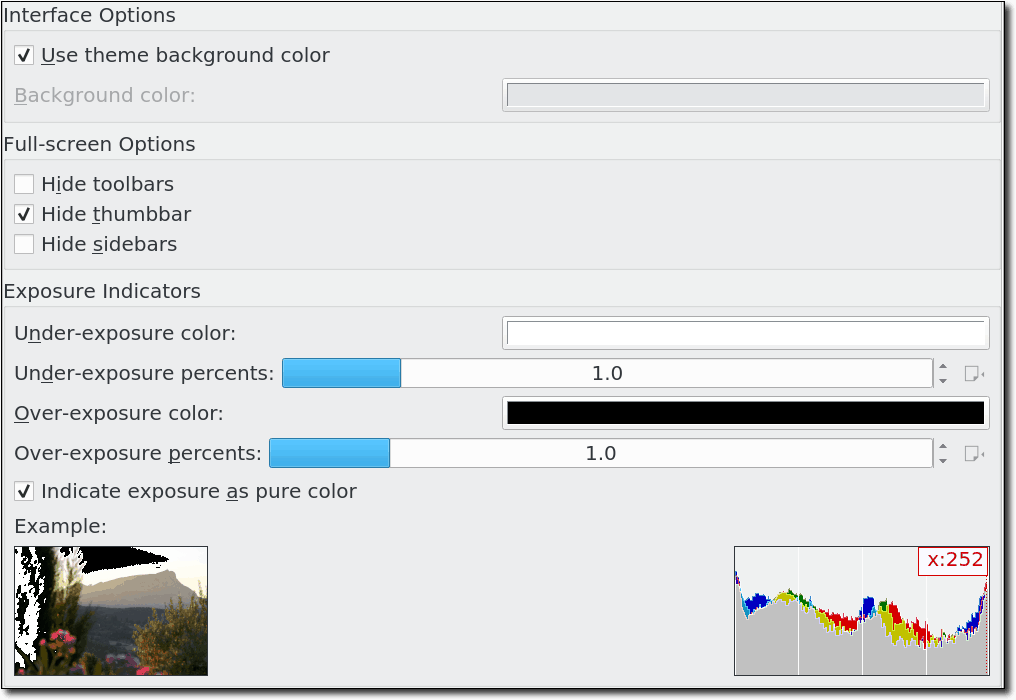 Interface Options
Use theme background color
Background color:
Full-screen Options
Hide toolbars
Hide thumbbar
Hide sidebars
Exposure Indicators
Under-exposure color:
Under-exposure percents: 1.0
Over-exposure color:
Over-exposure percents: 1.0
Indicate exposure as pure color
Example:
x:252